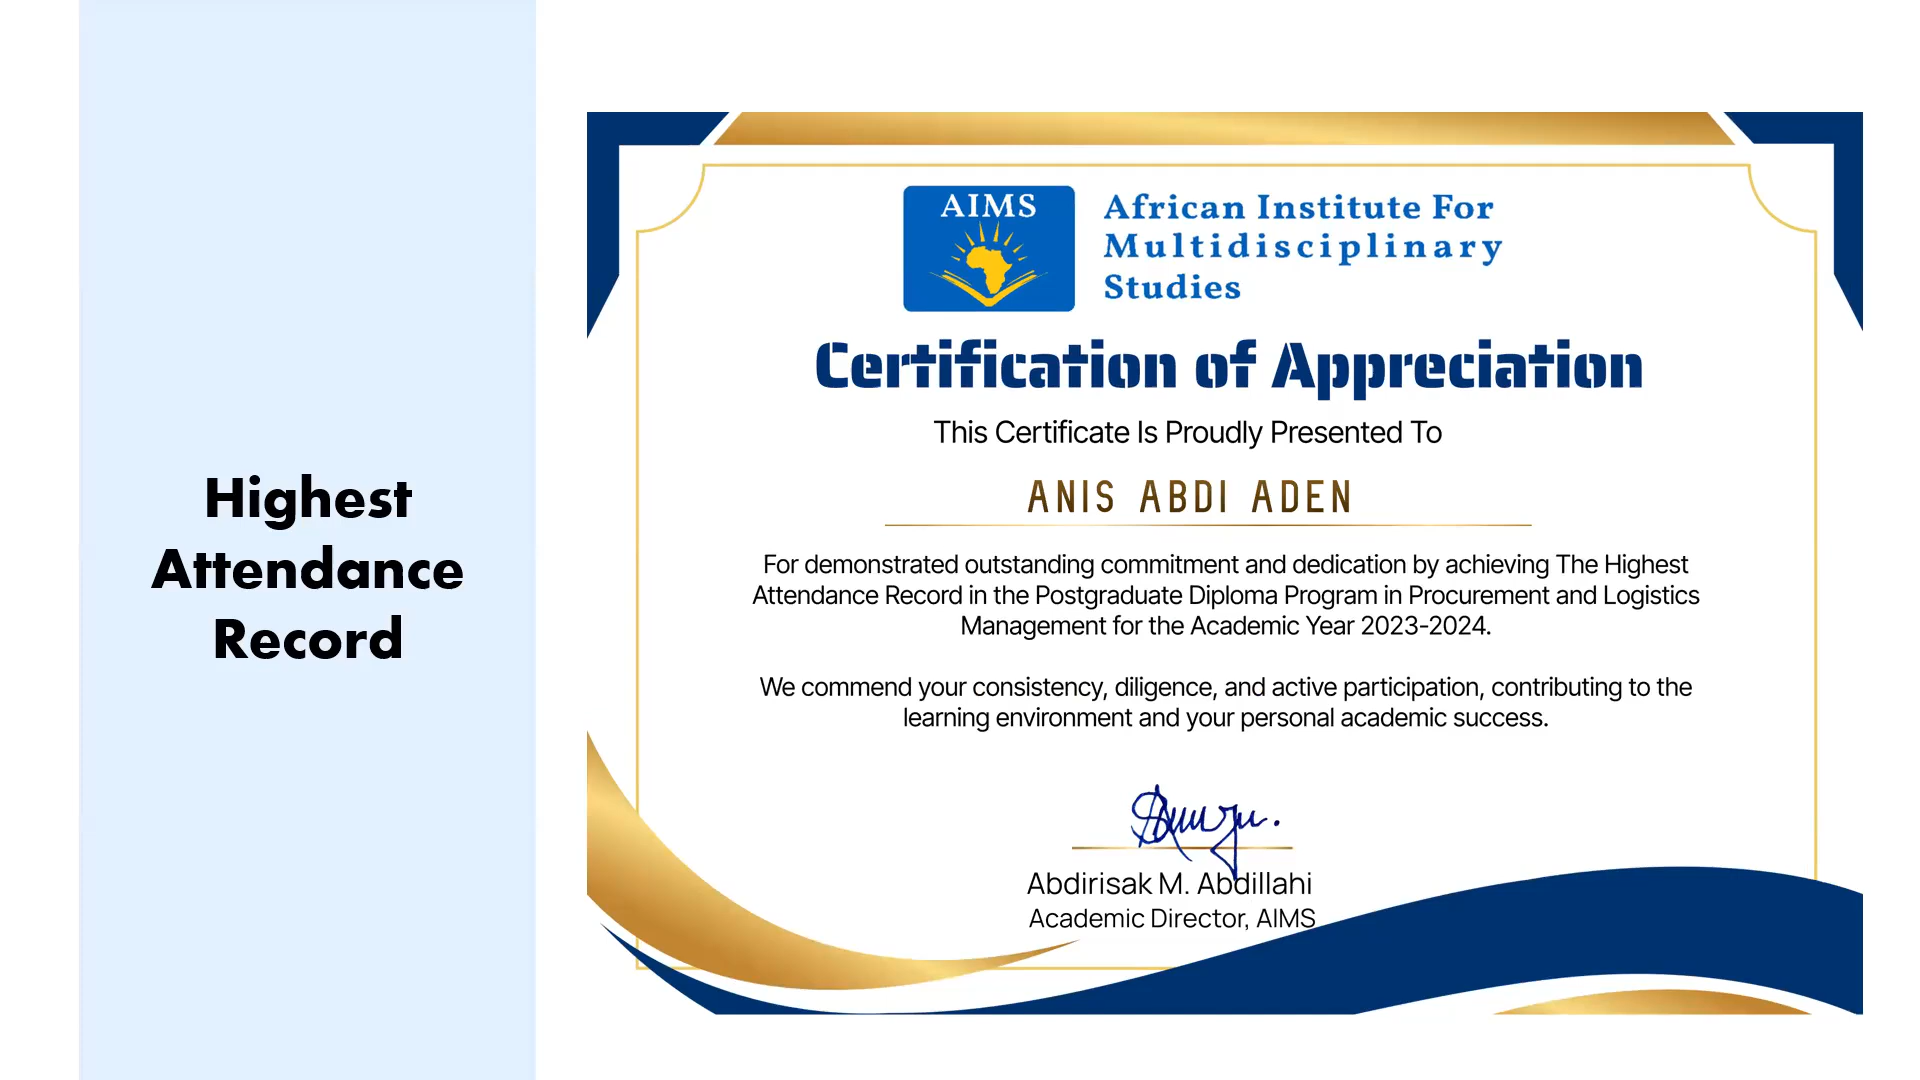 Highest
Attendance
Record
AIMS
African Institute For
Multidisciplinary
Studies
Certification of Appreciation
This Certificate Is Proudly Presented To
ANIS ABDI ADEN
For demonstrated outstanding commitment and dedication by achieving The Highest
Attendance Record in the Postgraduate Diploma Program in Procurement and Logistics
Management for the Academic Year 2023-2024.
We commend your consistency, diligence, and active participation, contributing to the
learning environment and your personal academic success.
Abdirisak M. Abdillahi
Academic Director, AIMS